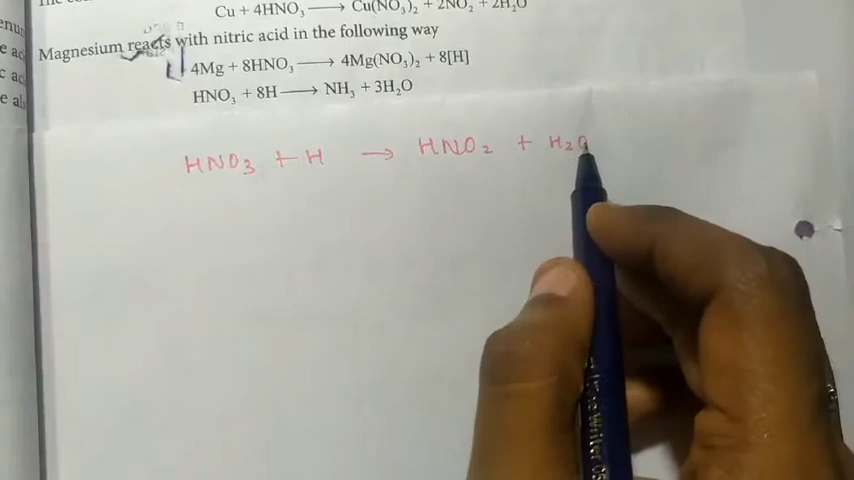 Cu + 4HNO₃ ⟶ Cu(NO₃)₂ + 2NO₂ + 2H₂O
Magnesium reacts with nitric acid in the following way
4Mg + 8HNO₃ ⟶ 4Mg(NO₃)₂ + 8[H]
HNO₃ + 8H ⟶ NH₃ + 3H₂O
HNO₃ + H → HNO₂ + H₂O